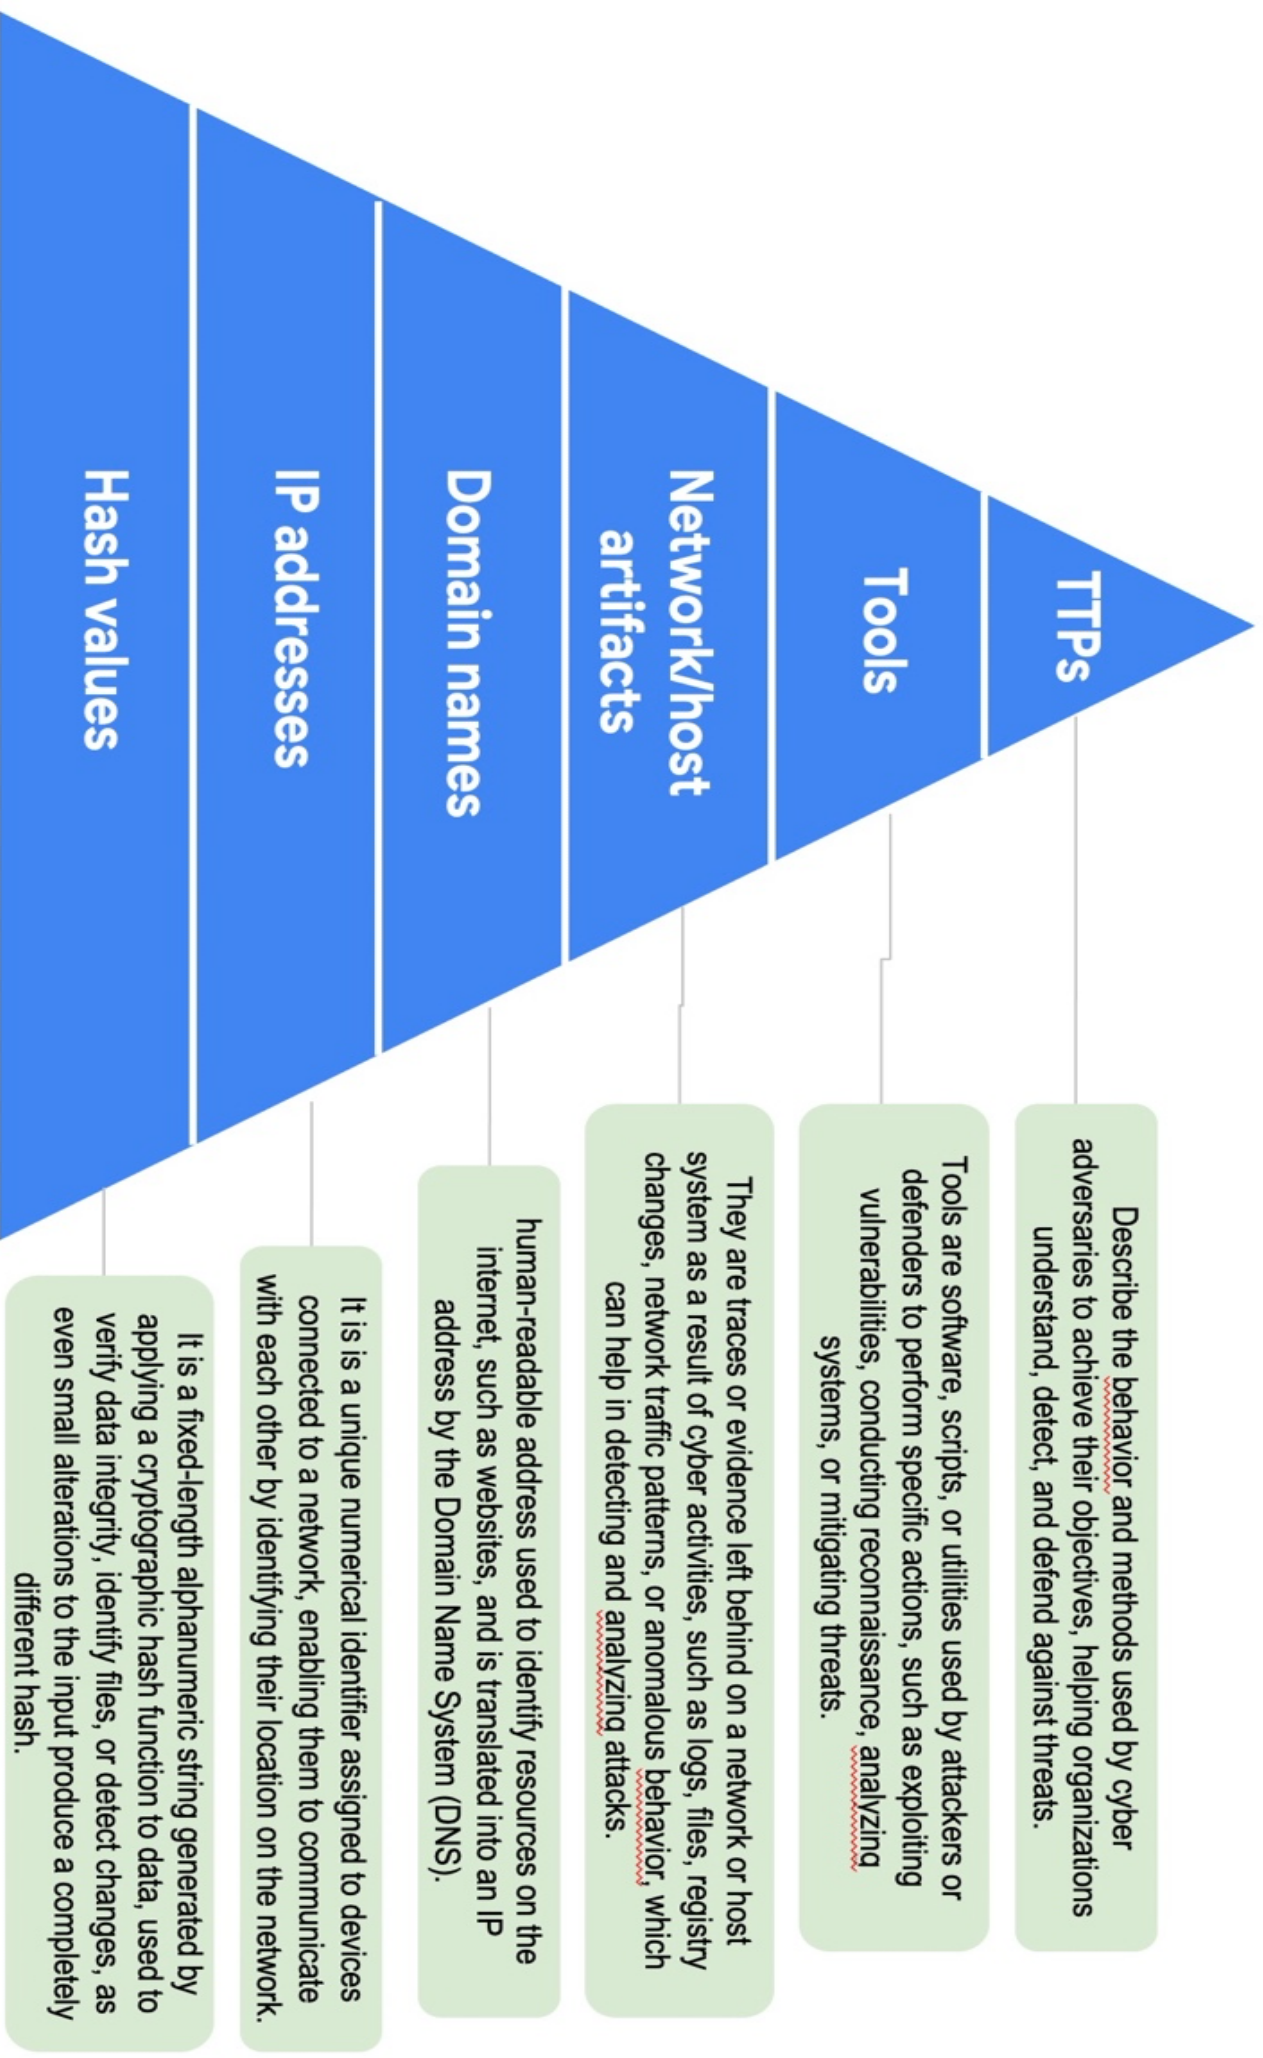 TTPs
Describe the behavior and methods used by cyber
adversaries to achieve their objectives, helping organizations
understand, detect, and defend against threats.
Tools
Tools are software, scripts, or utilities used by attackers or
defenders to perform specific actions, such as exploiting
vulnerabilities, conducting reconnaissance, analyzing
systems, or mitigating threats.
Network/host
artifacts
They are traces or evidence left behind on a network or host
system as a result of cyber activities, such as logs, files, registry
changes, network traffic patterns, or anomalous behavior, which
can help in detecting and analyzing attacks.
Domain names
human-readable address used to identify resources on the
internet, such as websites, and is translated into an IP
address by the Domain Name System (DNS).
IP addresses
It is is a unique numerical identifier assigned to devices
connected to a network, enabling them to communicate
with each other by identifying their location on the network.
Hash values
It is a fixed-length alphanumeric string generated by
applying a cryptographic hash function to data, used to
verify data integrity, identify files, or detect changes, as
even small alterations to the input produce a completely
different hash.